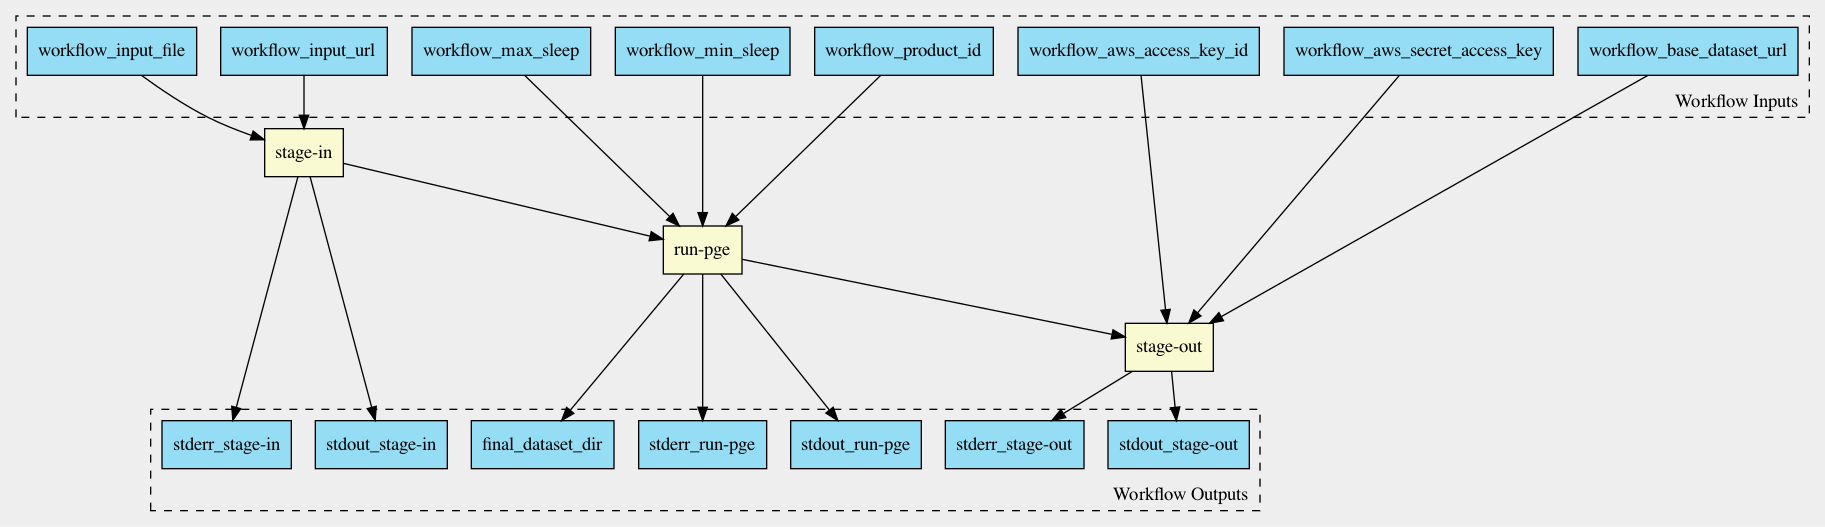 workflow_input_file
workflow_input_url
workflow_max_sleep
workflow_min_sleep
workflow_product_id
workflow_aws_access_key_id
workflow_aws_secret_access_key
workflow_base_dataset_url
Workflow Inputs
stage-in
run-pge
stage-out
stderr_stage-in
stdout_stage-in
final_dataset_dir
stderr_run-pge
stdout_run-pge
stderr_stage-out
stdout_stage-out
Workflow Outputs